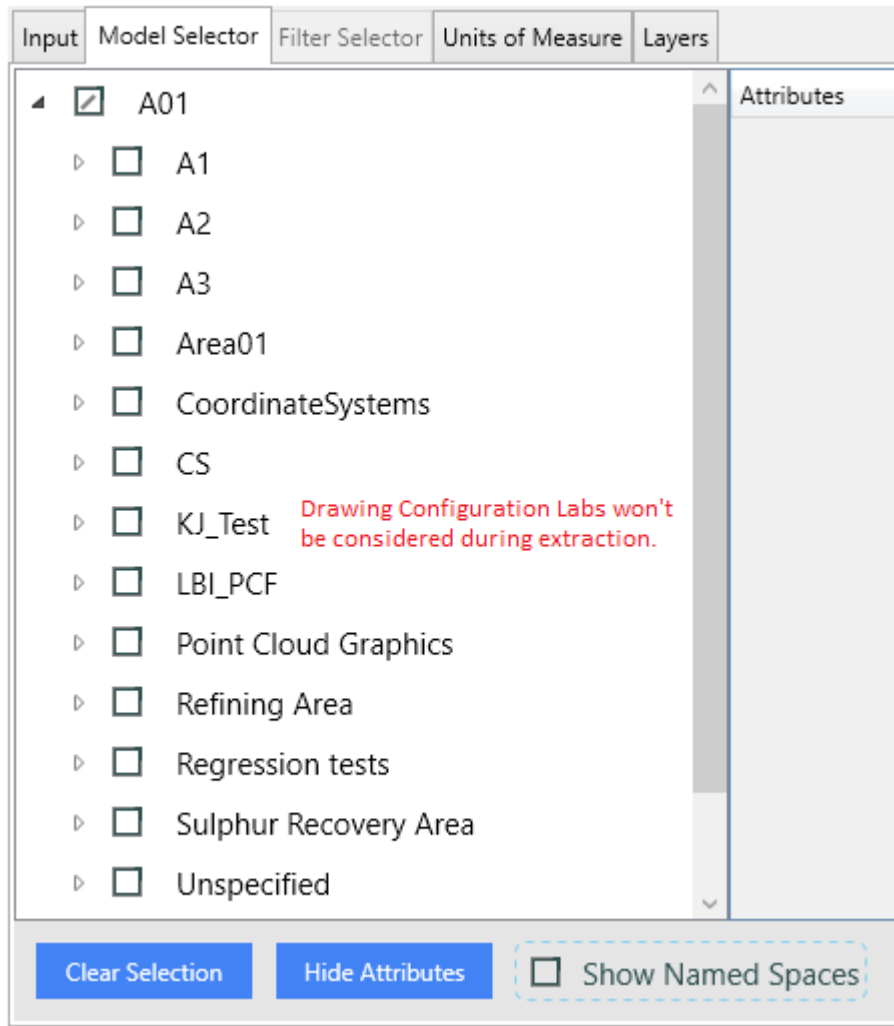 Input Model Selector Filter Selector Units of Measure Layers
A01
Attributes
A1
A2
A3
Area01
CoordinateSystems
CS
KJ_Test
Drawing Configuration Labs won't
be considered during extraction.
LBI_PCF
Point Cloud Graphics
Refining Area
Regression tests
Sulphur Recovery Area
Unspecified
Clear Selection Hide Attributes Show Named Spaces